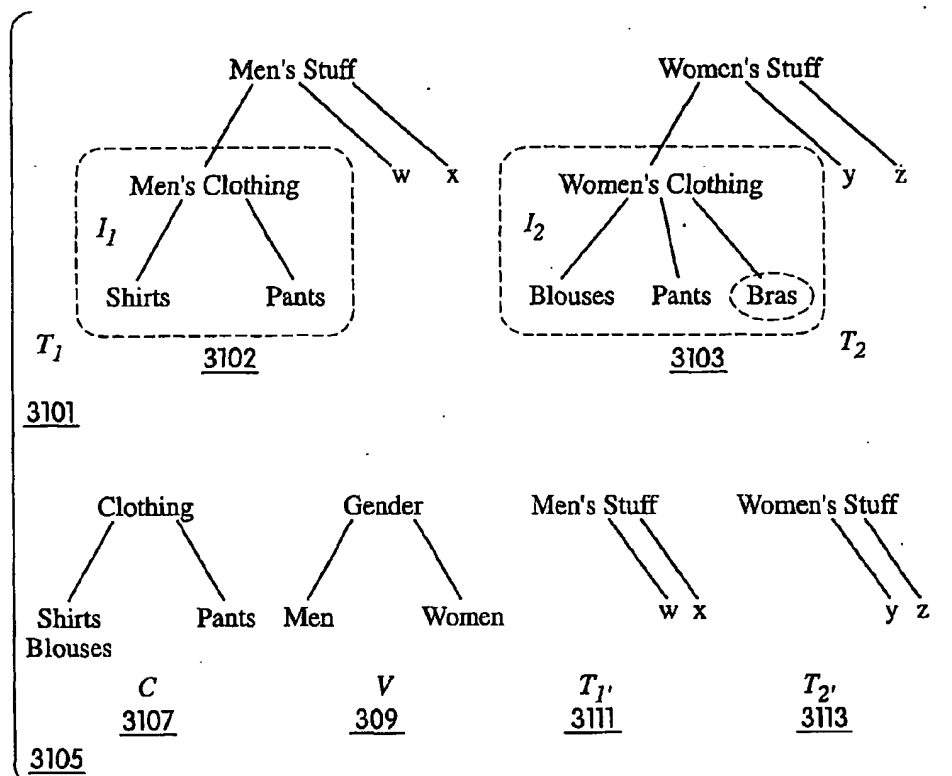 Men's Stuff
Women's Stuff
w x
y z
Men's Clothing
Women's Clothing
I1
I2
Shirts Pants
Blouses Pants Bras
T1
T2
3102
3103
3101
Clothing
Gender
Men's Stuff
Women's Stuff
Shirts
Blouses
Pants
Men
Women
w x
y z
C
V
T1'
T2'
3107
309
3111
3113
3105